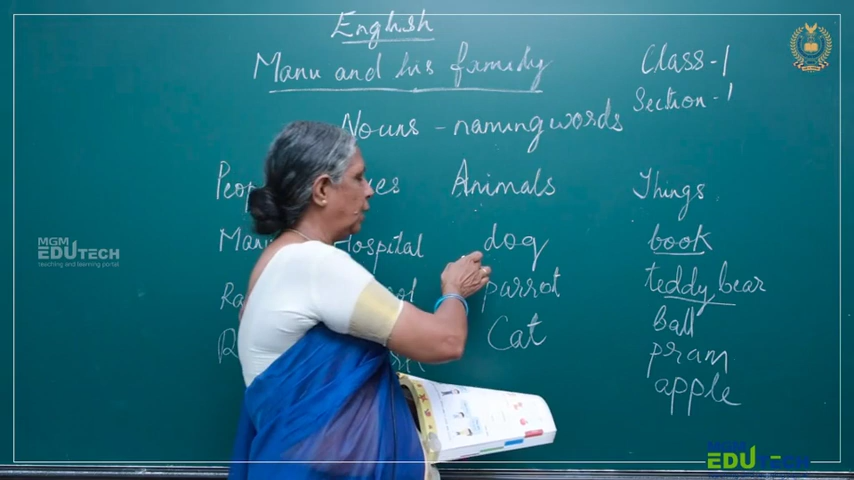 English
Manu and his family
Class-1
Section-1
Nouns - naming words
Animals Things
Hospital dog book
parrot teddy bear
Cat ball
pram
apple
MGM
EDUTECH
teaching and learning portal
EDUTECH